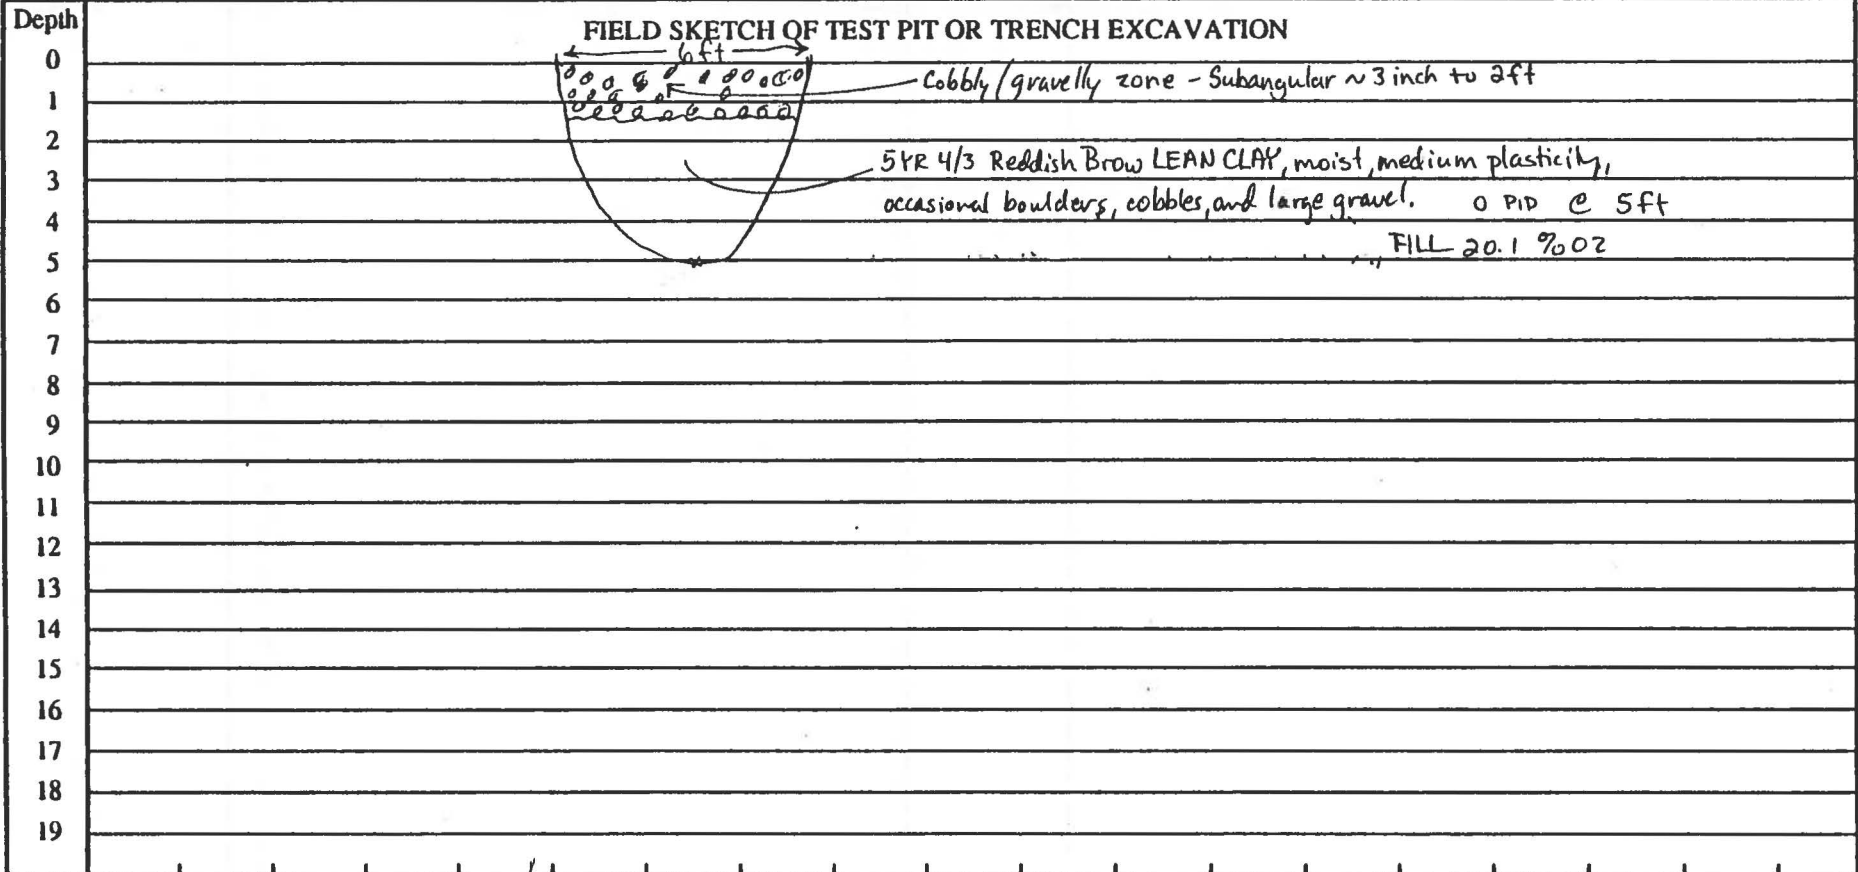 Depth
FIELD SKETCH OF TEST PIT OR TRENCH EXCAVATION
6ft
0
Cobbly/gravelly zone - Subangular ~ 3 inch to 2ft
1
2
5YR 4/3 Reddish Brow LEAN CLAY, moist, medium plasticity,
3
occasional boulders, cobbles, and large gravel. 0 PID @ 5ft
4
FILL 20.1 %O2
5
6
7
8
9
10
11
12
13
14
15
16
17
18
19